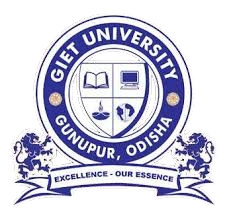 GIET UNIVERSITY
GUNUPUR, ODISHA
EXCELLENCE - OUR ESSENCE